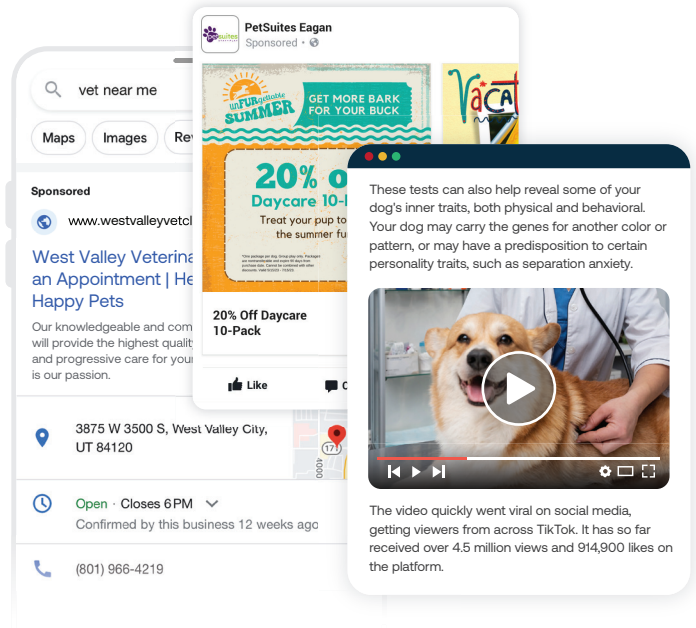 vet near me
Maps
Images
Sponsored
www.westvalleyvetcl
West Valley Veterina
an Appointment | He
Happy Pets
Our knowledgeable and com
will provide the highest quality
and progressive care for your
is our passion.
3875 W 3500 S, West Valley City,
UT 84120
171
4000
Open · Closes 6 PM
Confirmed by this business 12 weeks ago
(801) 966-4219
PetSuites Eagan
Sponsored ·
petsuites
unFURgettable
SUMMER
GET MORE BARK
FOR YOUR BUCK
20% o
Daycare 10-
Treat your pup to
the summer fu
VaCA
20% Off Daycare
10-Pack
Like
These tests can also help reveal some of your
dog's inner traits, both physical and behavioral.
Your dog may carry the genes for another color or
pattern, or may have a predisposition to certain
personality traits, such as separation anxiety.
The video quickly went viral on social media,
getting viewers from across TikTok. It has so far
received over 4.5 million views and 914,900 likes on
the platform.